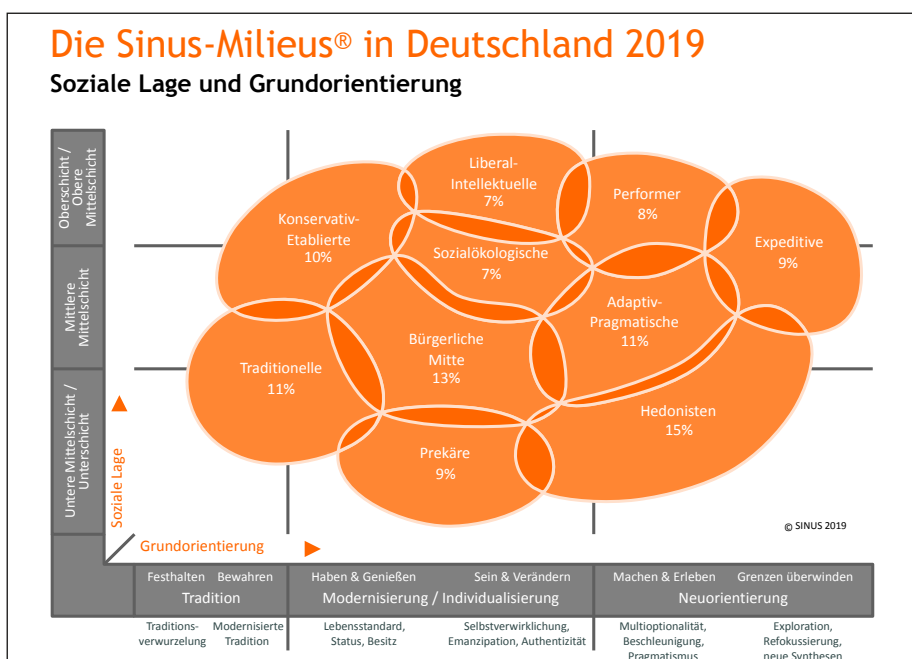 Die Sinus-Milieus® in Deutschland 2019
Soziale Lage und Grundorientierung
Oberschicht /
Obere
Mittelschicht
Mittlere
Mittelschicht
Untere Mittelschicht /
Unterschicht
Soziale Lage
Liberal-
Intellektuelle
7%
Performer
8%
Konservativ-
Etablierte
10%
Expeditive
9%
Sozialökologische
7%
Adaptiv-
Pragmatische
11%
Bürgerliche
Mitte
13%
Traditionelle
11%
Hedonisten
15%
Prekäre
9%
© SINUS 2019
Grundorientierung
Festhalten
Bewahren
Tradition
Haben & Genießen
Sein & Verändern
Modernisierung / Individualisierung
Machen & Erleben
Grenzen überwinden
Neuorientierung
Traditions-
verwurzelung
Modernisierte
Tradition
Lebensstandard,
Status, Besitz
Selbstverwirklichung,
Emanzipation, Authentizität
Multioptionalität,
Beschleunigung,
Pragmatismus
Exploration,
Refokussierung,
neue Synthesen